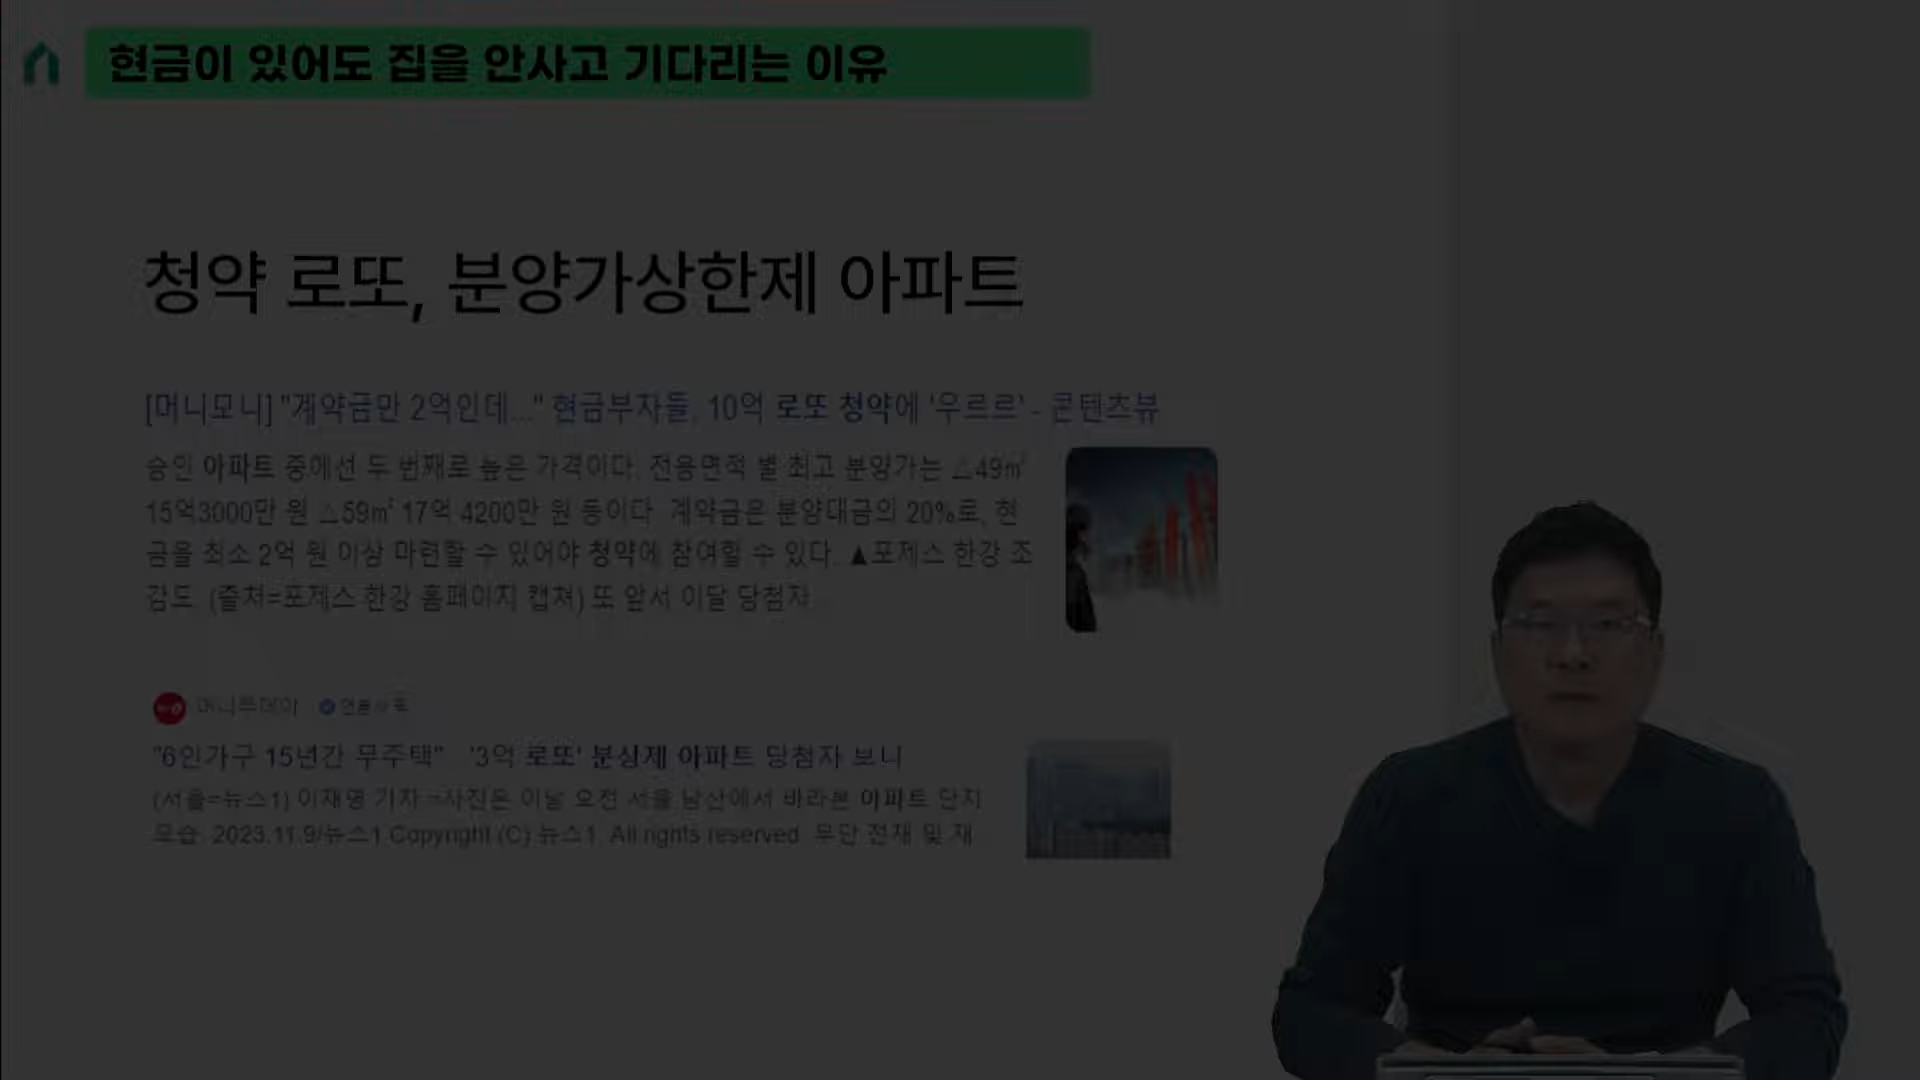 현금이 있어도 집을 안사고 기다리는 이유
청약 로또, 분양가상한제 아파트
[머니모니] "계약금만 2억인데..." 현금부자들, 10억 로또 청약에 '우르르' - 콘텐츠뷰
승인 아파트 중에선 두 번째로 높은 가격이다. 전용면적 별 최고 분양가는 △49㎡
15억3000만 원 △59㎡ 17억 4200만 원 등이다. 계약금은 분양대금의 20%로, 현
금을 최소 2억 원 이상 마련할 수 있어야 청약에 참여할 수 있다. ▲포제스 한강 조
감도. (출처=포제스 한강 홈페이지 캡쳐) 또 앞서 이달 당첨자...
머니투데이
"6인가구 15년간 무주택"...'3억 로또' 분상제 아파트 당첨자 보니
(서울=뉴스1) 이재명 기자 =사진은 이날 오전 서울 남산에서 바라본 아파트 단지
모습. 2023.11.9/뉴스1 Copyright (C) 뉴스1. All rights reserved. 무단 전재 및 재